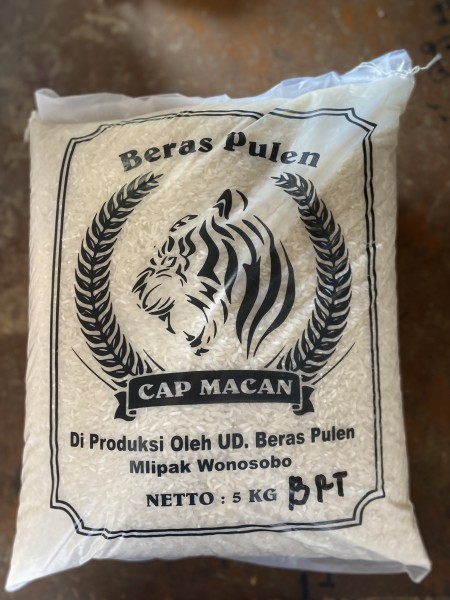 Beras Pulen
CAP MACAN
Di Produksi Oleh UD. Beras Pulen
Mlipak Wonosobo
NETTO : 5 KG BPT